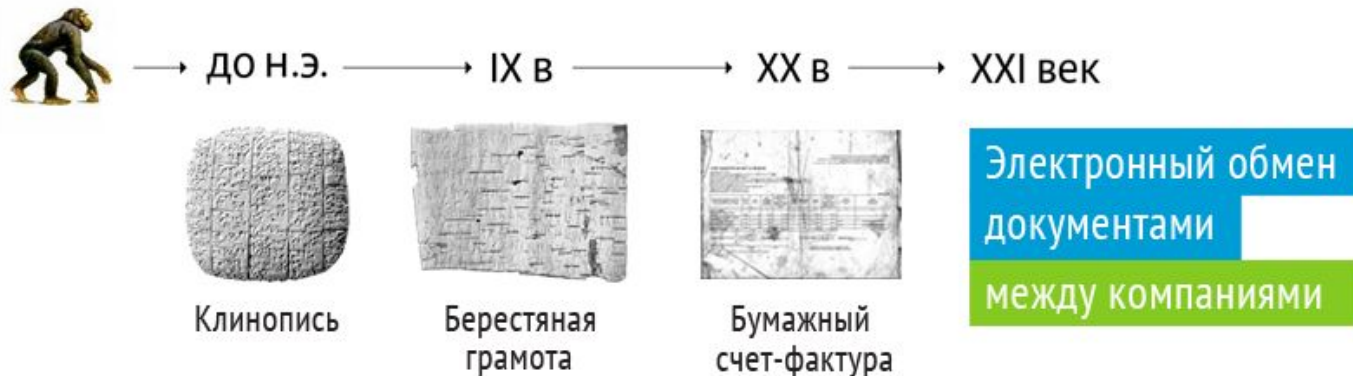 ДО Н.Э.
IX в
XX в
XXI век
Клинопись
Берестяная
грамота
Бумажный
счет-фактура
Электронный обмен
документами
между компаниями